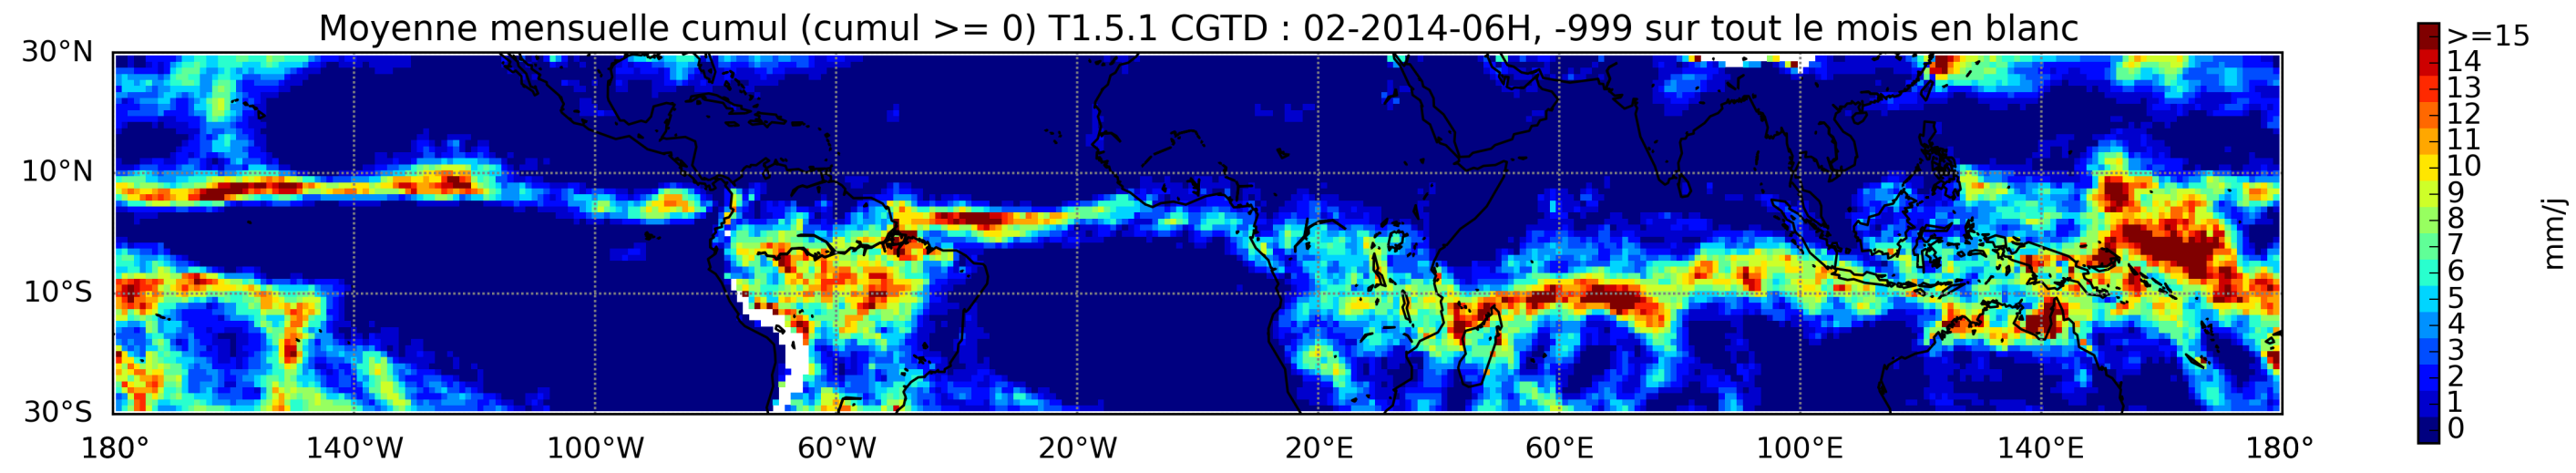 Moyenne mensuelle cumul (cumul >= 0) T1.5.1 CGTD : 02-2014-06H, -999 sur tout le mois en blanc
30°N
10°N
10°S
30°S
180°
140°W
100°W
60°W
20°W
20°E
60°E
100°E
140°E
180°
>=15
14
13
12
11
10
9
8
7
6
5
4
3
2
1
0
mm/j